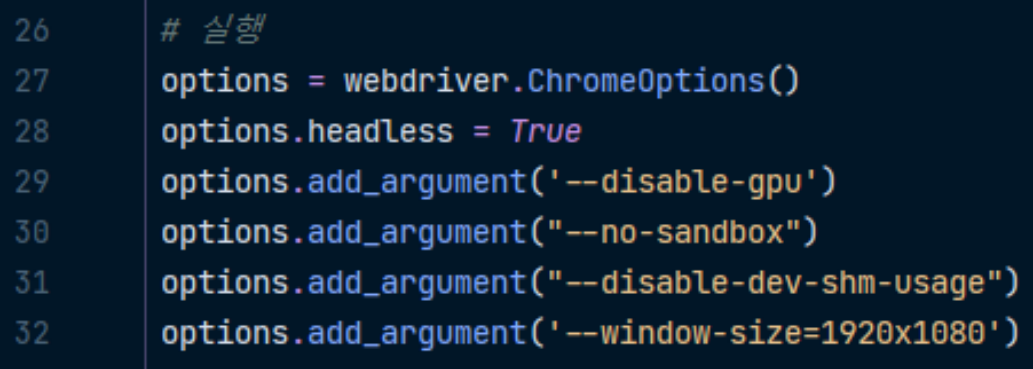 26 # 실행
27 options = webdriver.ChromeOptions()
28 options.headless = True
29 options.add_argument('--disable-gpu')
30 options.add_argument("--no-sandbox")
31 options.add_argument("--disable-dev-shm-usage")
32 options.add_argument('--window-size=1920x1080')